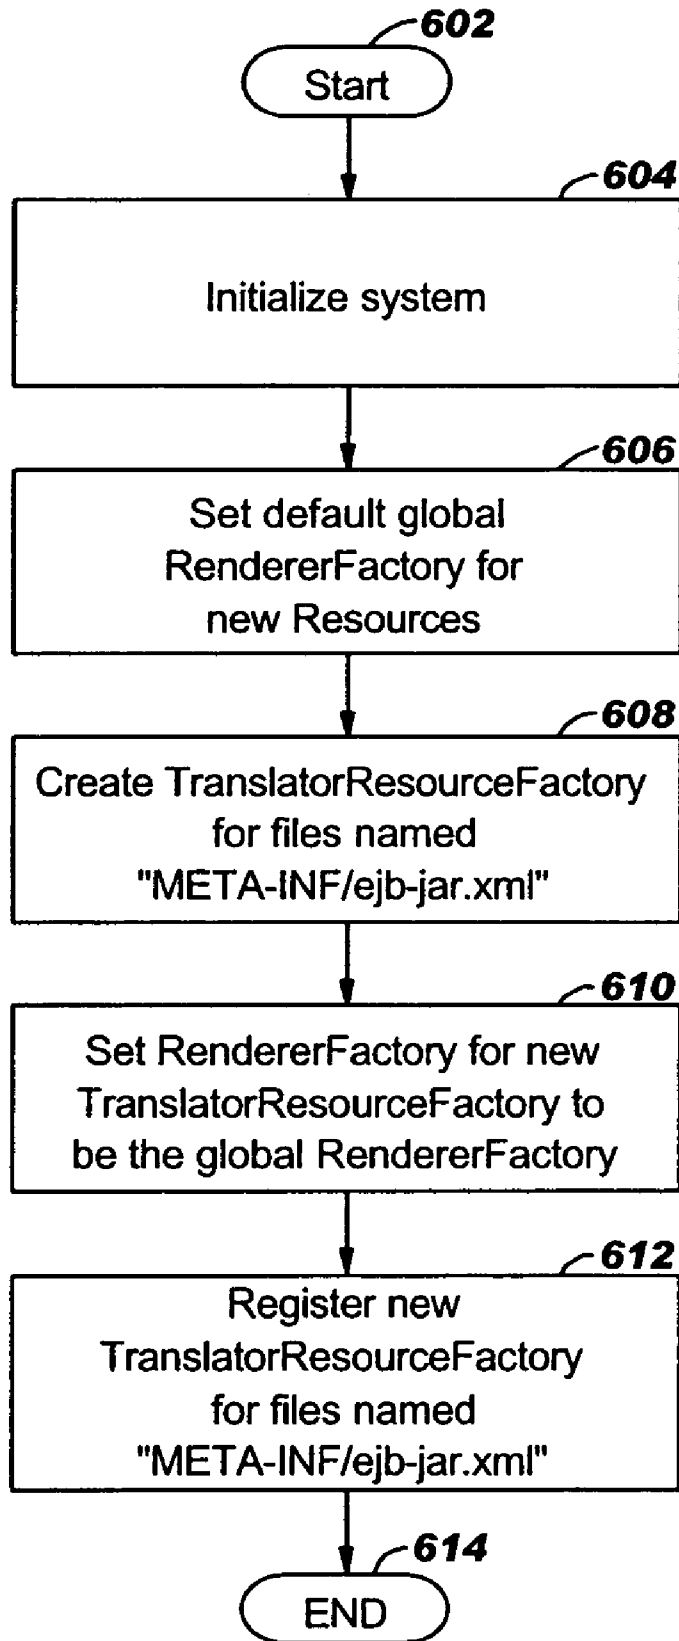 602
Start
604
Initialize system
606
Set default global
RendererFactory for
new Resources
608
Create TranslatorResourceFactory
for files named
"META-INF/ejb-jar.xml"
610
Set RendererFactory for new
TranslatorResourceFactory to
be the global RendererFactory
612
Register new
TranslatorResourceFactory
for files named
"META-INF/ejb-jar.xml"
614
END